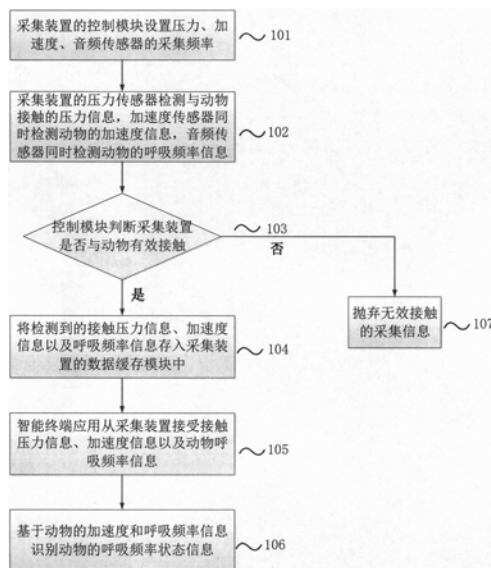 采集装置的控制模块设置压力、加
速度、音频传感器的采集频率
101
采集装置的压力传感器检测与动物
接触的压力信息，加速度传感器
同时检测动物的加速度信息，音频传
感器同时检测动物的呼吸频率信息
102
控制模块判断采集装置
是否与动物有效接触
103
否
是
抛弃无效接触
的采集信息
107
将检测到的接触压力信息、加速度
信息以及呼吸频率信息存入采集装
置的数据缓存模块中
104
智能终端应用从采集装置接受接触
压力信息、加速度信息以及动物呼
吸频率信息
105
基于动物的加速度和呼吸频率信息
识别动物的呼吸频率状态信息
106